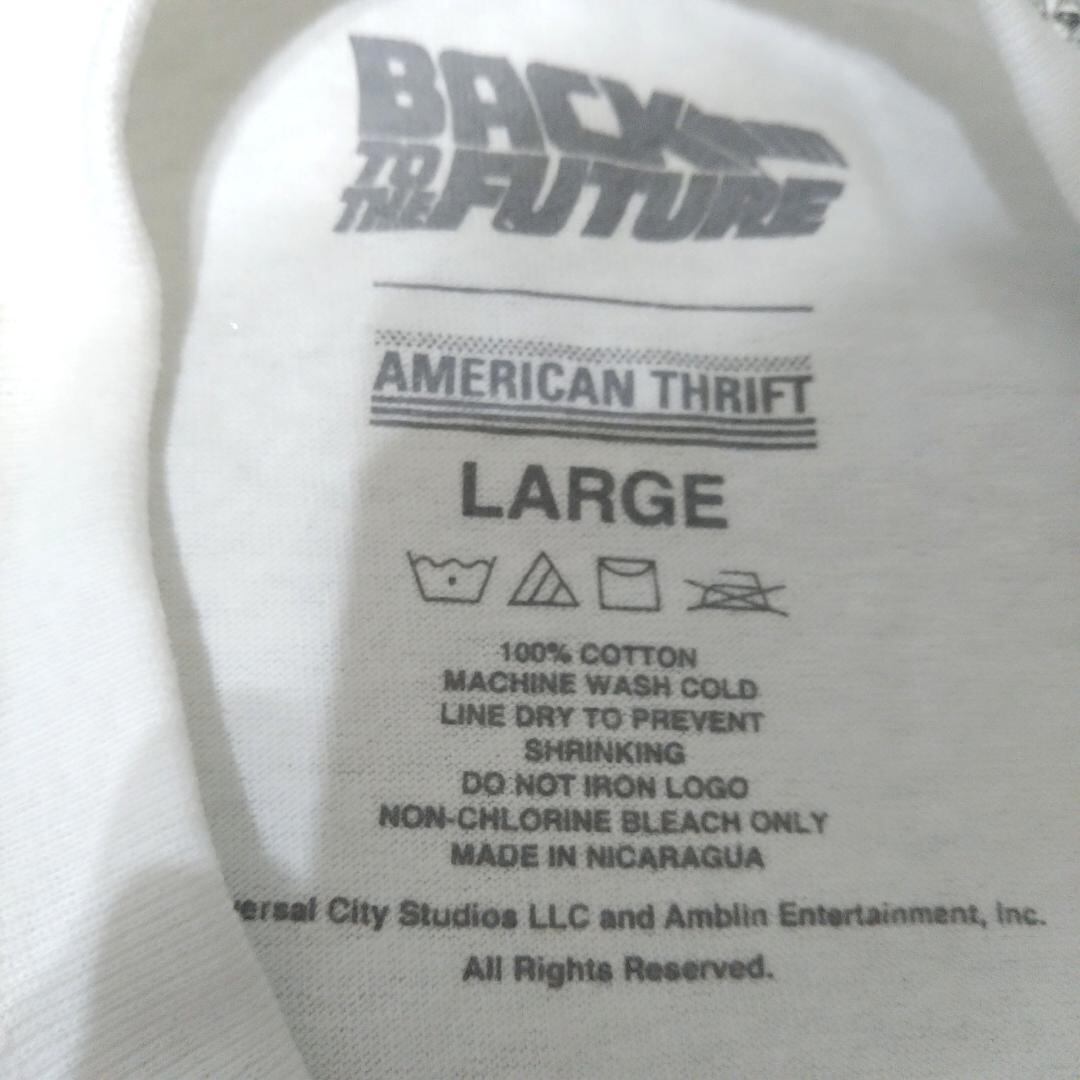 BACK
TO
THE FUTURE
AMERICAN THRIFT
LARGE
100% COTTON
MACHINE WASH COLD
LINE DRY TO PREVENT
SHRINKING
DO NOT IRON LOGO
NON-CHLORINE BLEACH ONLY
MADE IN NICARAGUA
ersal City Studios LLC and Amblin Entertainment, Inc.
All Rights Reserved.